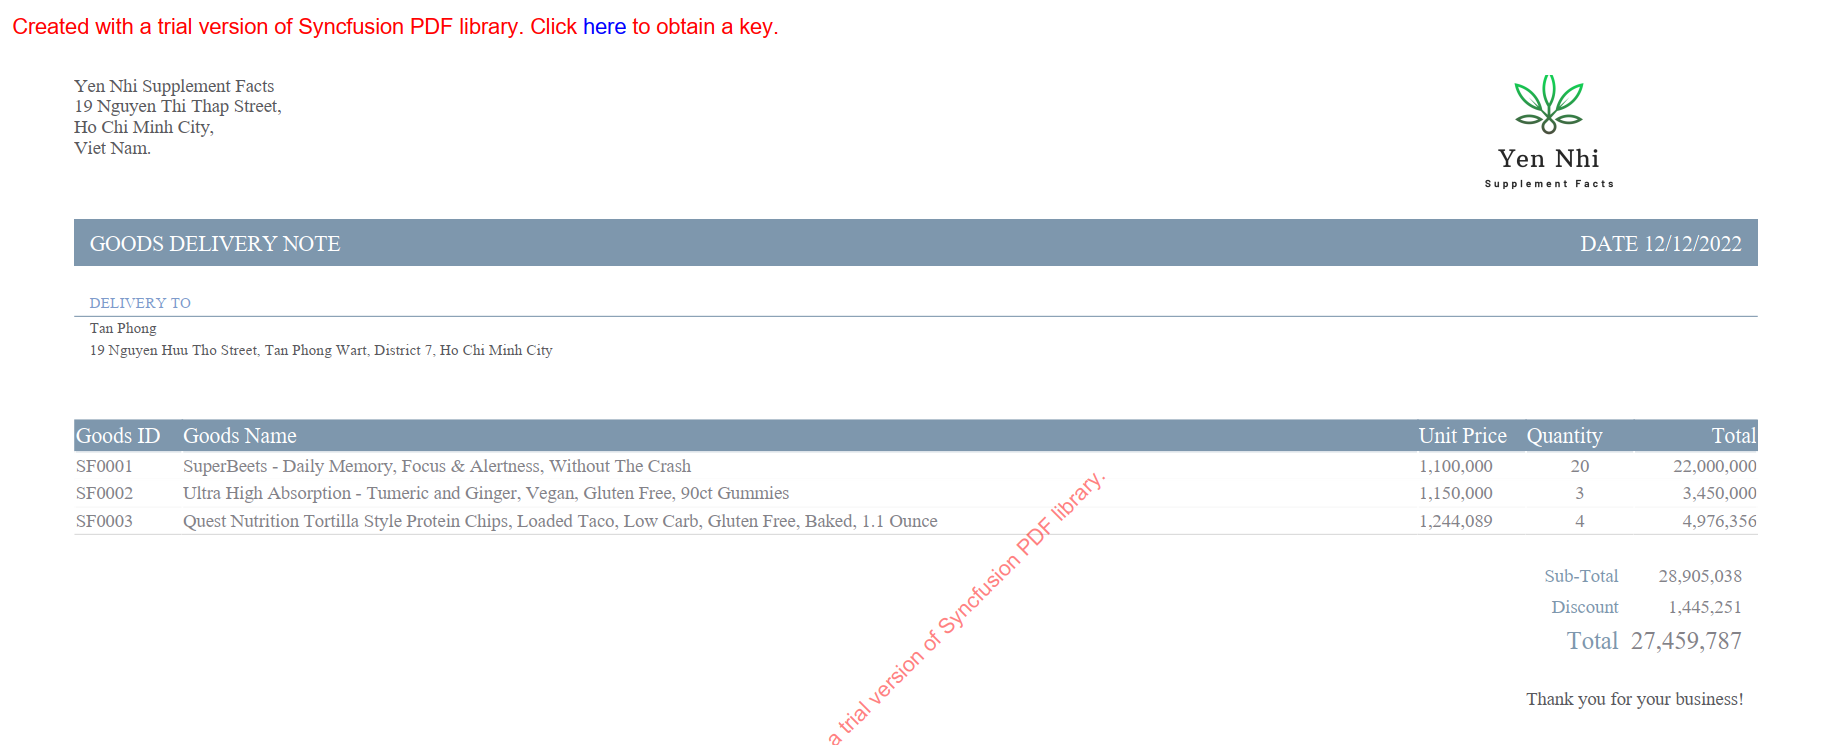 Created with a trial version of Syncfusion PDF library. Click here to obtain a key.
Yen Nhi Supplement Facts
19 Nguyen Thi Thap Street,
Ho Chi Minh City,
Viet Nam.
Yen Nhi
Supplement Facts
GOODS DELIVERY NOTE DATE 12/12/2022
DELIVERY TO
Tan Phong
19 Nguyen Huu Tho Street, Tan Phong Wart, District 7, Ho Chi Minh City
Goods ID Goods Name Unit Price Quantity Total
SF0001 SuperBeets - Daily Memory, Focus & Alertness, Without The Crash 1,100,000 20 22,000,000
SF0002 Ultra High Absorption - Tumeric and Ginger, Vegan, Gluten Free, 90ct Gummies 1,150,000 3 3,450,000
SF0003 Quest Nutrition Tortilla Style Protein Chips, Loaded Taco, Low Carb, Gluten Free, Baked, 1.1 Ounce 1,244,089 4 4,976,356
a trial version of Syncfusion PDF library.
Sub-Total 28,905,038
Discount 1,445,251
Total 27,459,787
Thank you for your business!